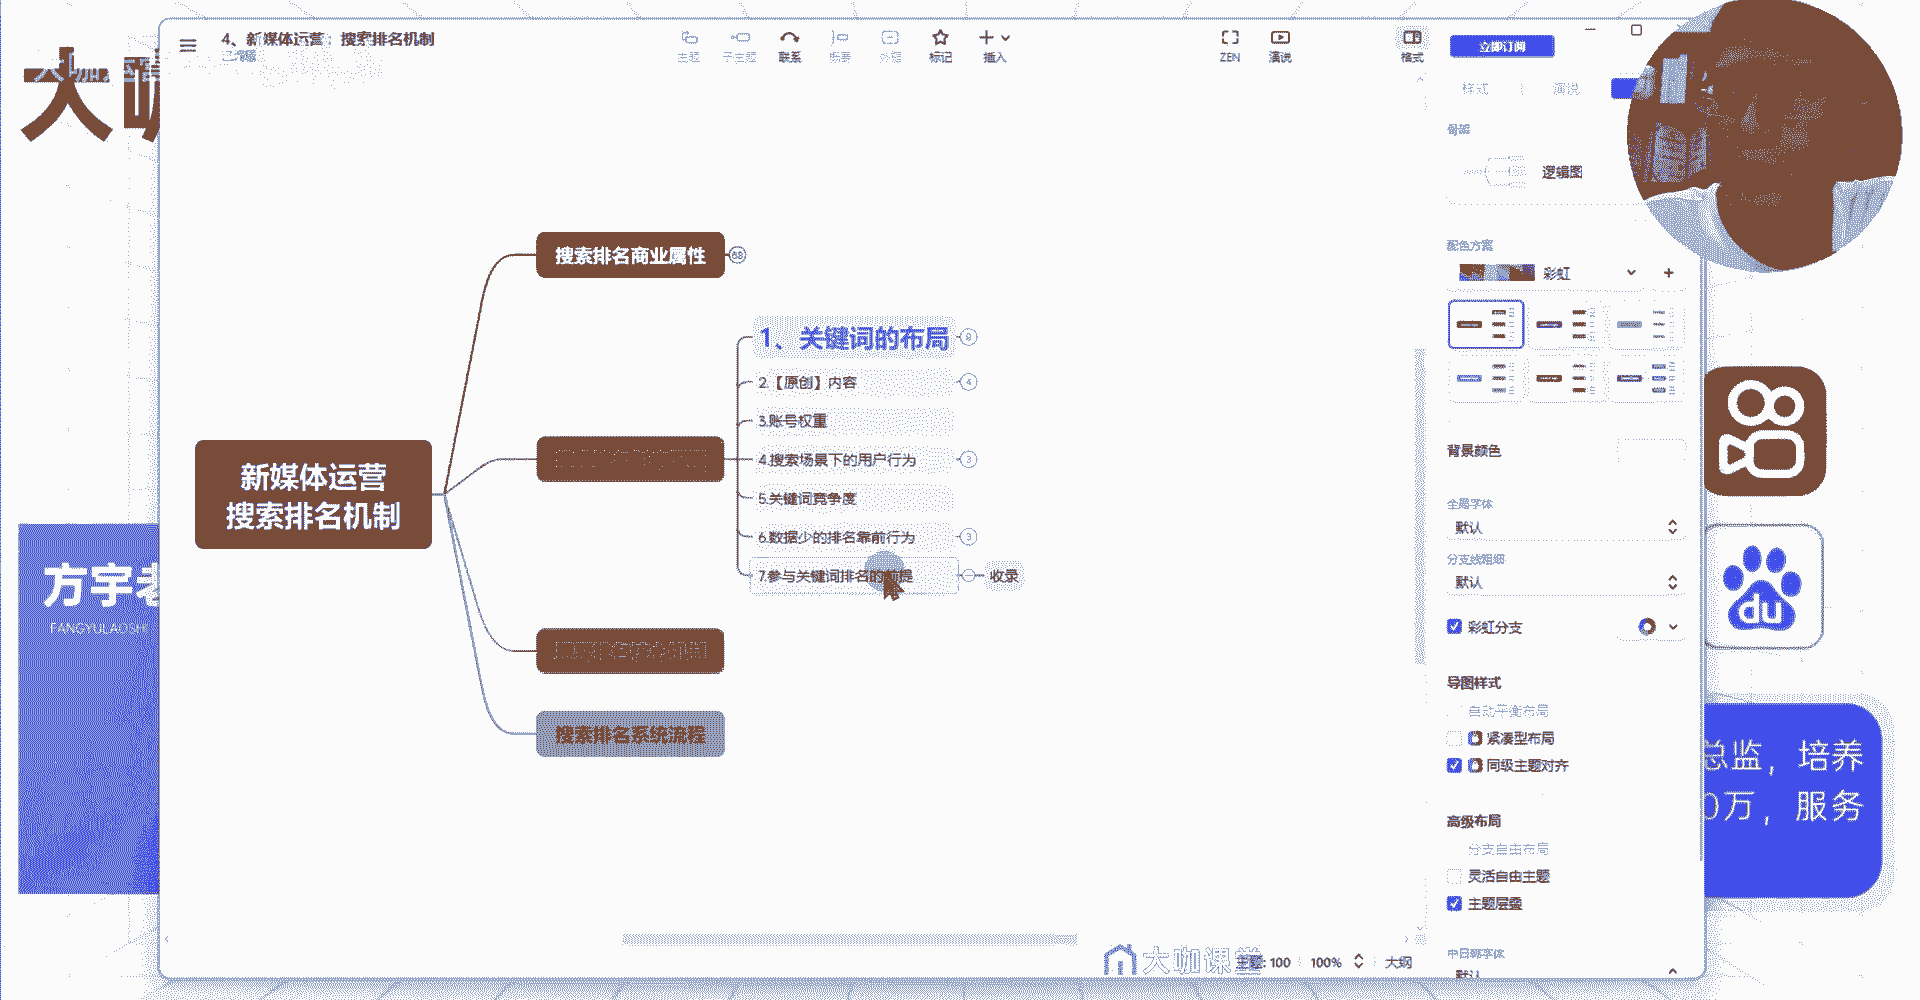 4、新媒体运营：搜索排名机制
主题
子主题
联系
概要
外框
标记
插入
ZEN
演说
格式
立即订阅
样式
演说
骨架
逻辑图
配色方案
彩虹
背景颜色
全局字体
默认
分支线粗细
默认
彩虹分支
导图样式
自动平衡布局
紧凑型布局
同级主题对齐
高级布局
分支自由布局
灵活自由主题
主题层叠
中日韩字体
默认
新媒体运营
搜索排名机制
搜索排名商业属性
68
1、关键词的布局
9
2.【原创】内容
4
3.账号权重
4.搜索场景下的用户行为
3
5.关键词竞争度
6.数据少的排名靠前行为
3
7.参与关键词排名的前提
收录
搜索排名系统流程
大咖课堂
主题: 100
100%
大纲
大咖
方宇老
FANGYULAOSHI
du
总监，培养
0万，服务